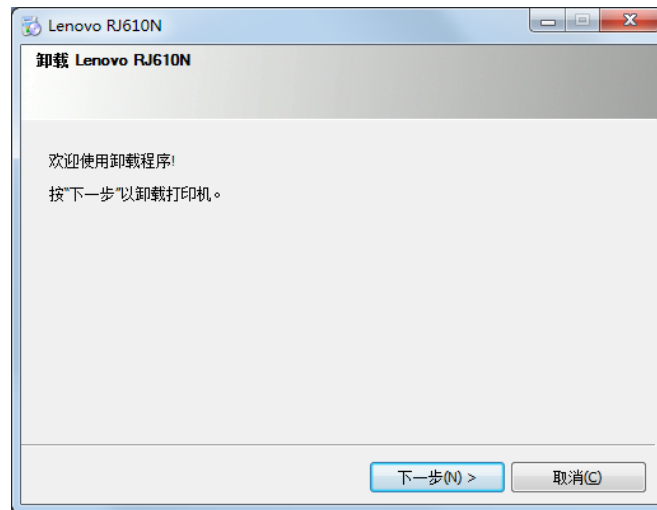 Lenovo RJ610N
卸载 Lenovo RJ610N
欢迎使用卸载程序!
按"下一步"以卸载打印机。
下一步(N) >
取消(C)